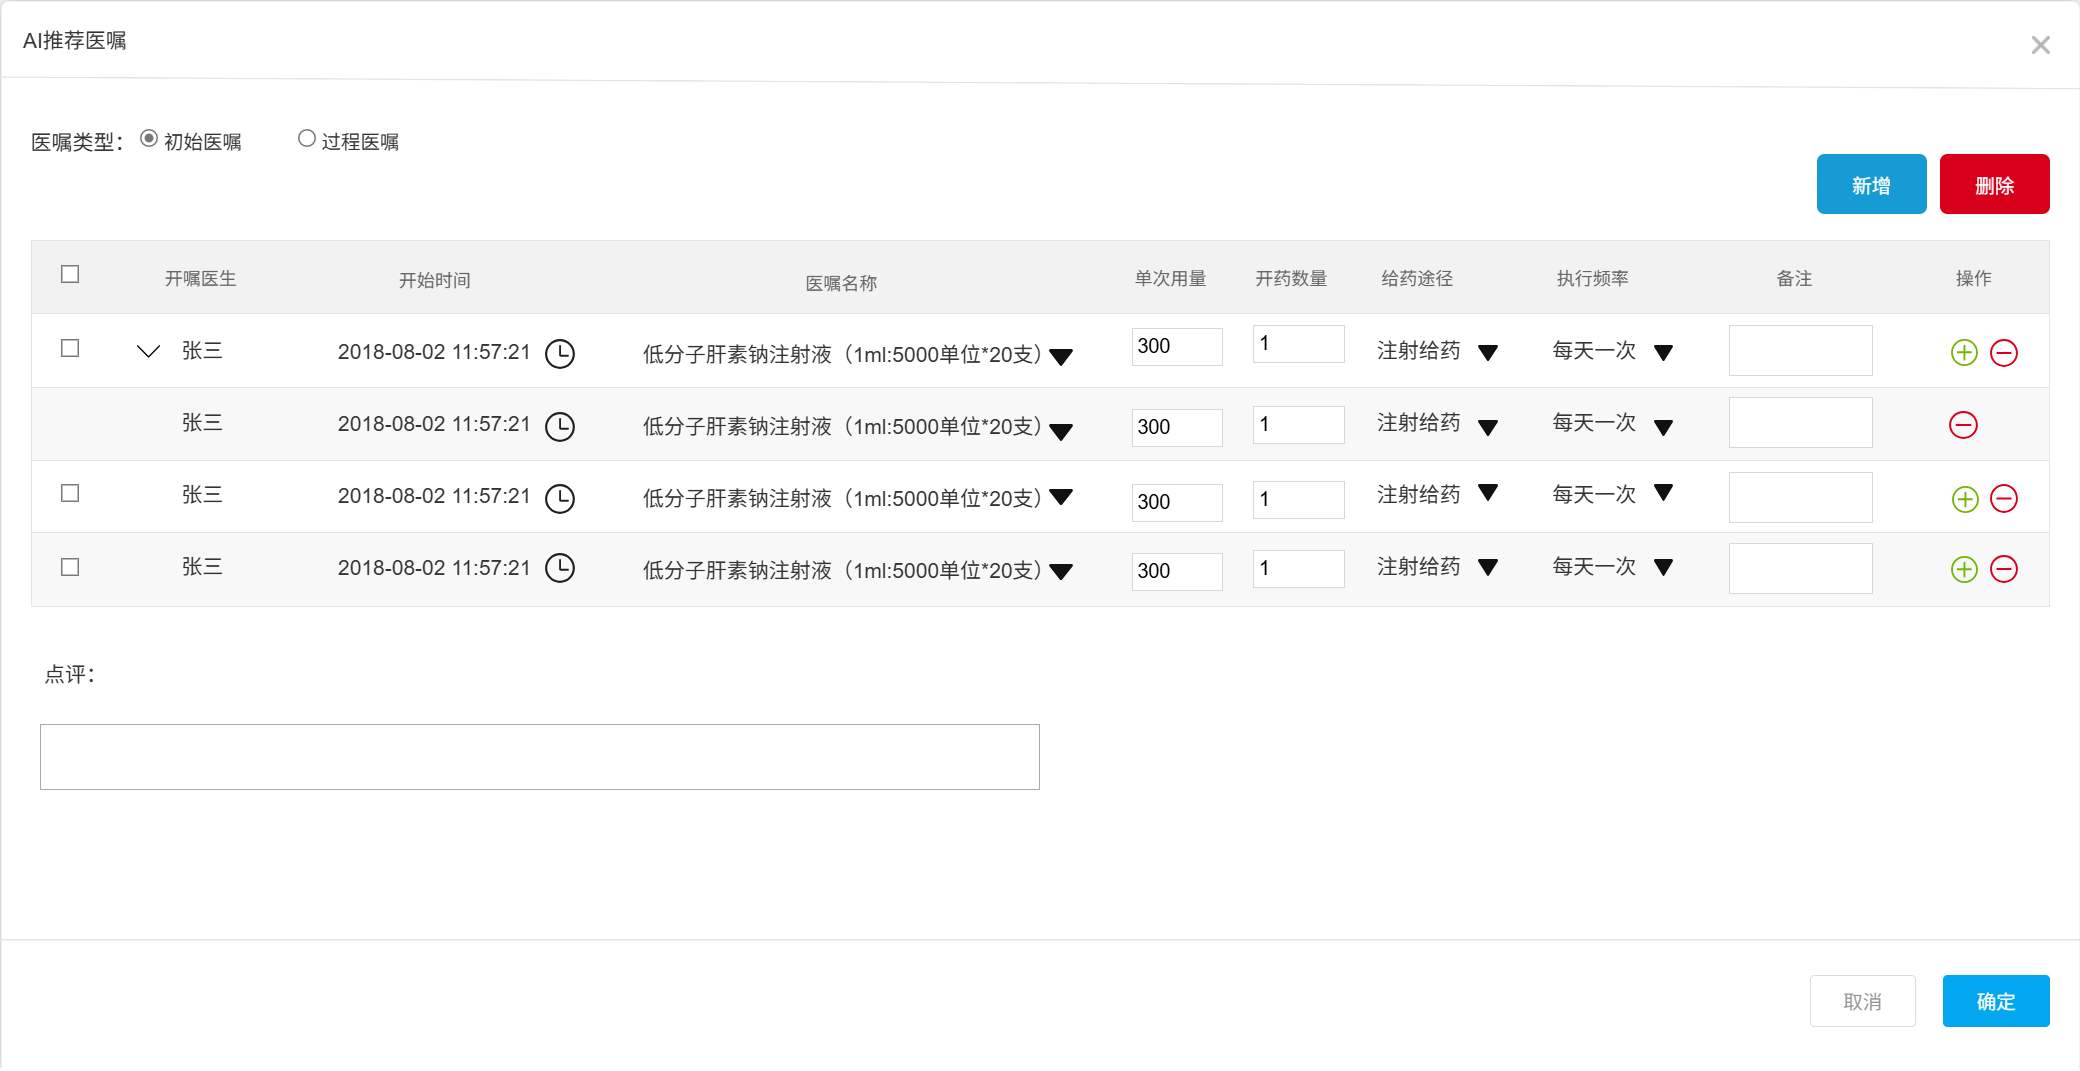 AI推荐医嘱
医嘱类型： 初始医嘱 过程医嘱
新增 删除
开嘱医生 开始时间 医嘱名称 单次用量 开药数量 给药途径 执行频率 备注 操作
张三 2018-08-02 11:57:21 低分子肝素钠注射液（1ml:5000单位*20支） 300 1 注射给药 每天一次
张三 2018-08-02 11:57:21 低分子肝素钠注射液（1ml:5000单位*20支） 300 1 注射给药 每天一次
张三 2018-08-02 11:57:21 低分子肝素钠注射液（1ml:5000单位*20支） 300 1 注射给药 每天一次
张三 2018-08-02 11:57:21 低分子肝素钠注射液（1ml:5000单位*20支） 300 1 注射给药 每天一次
点评：
取消 确定